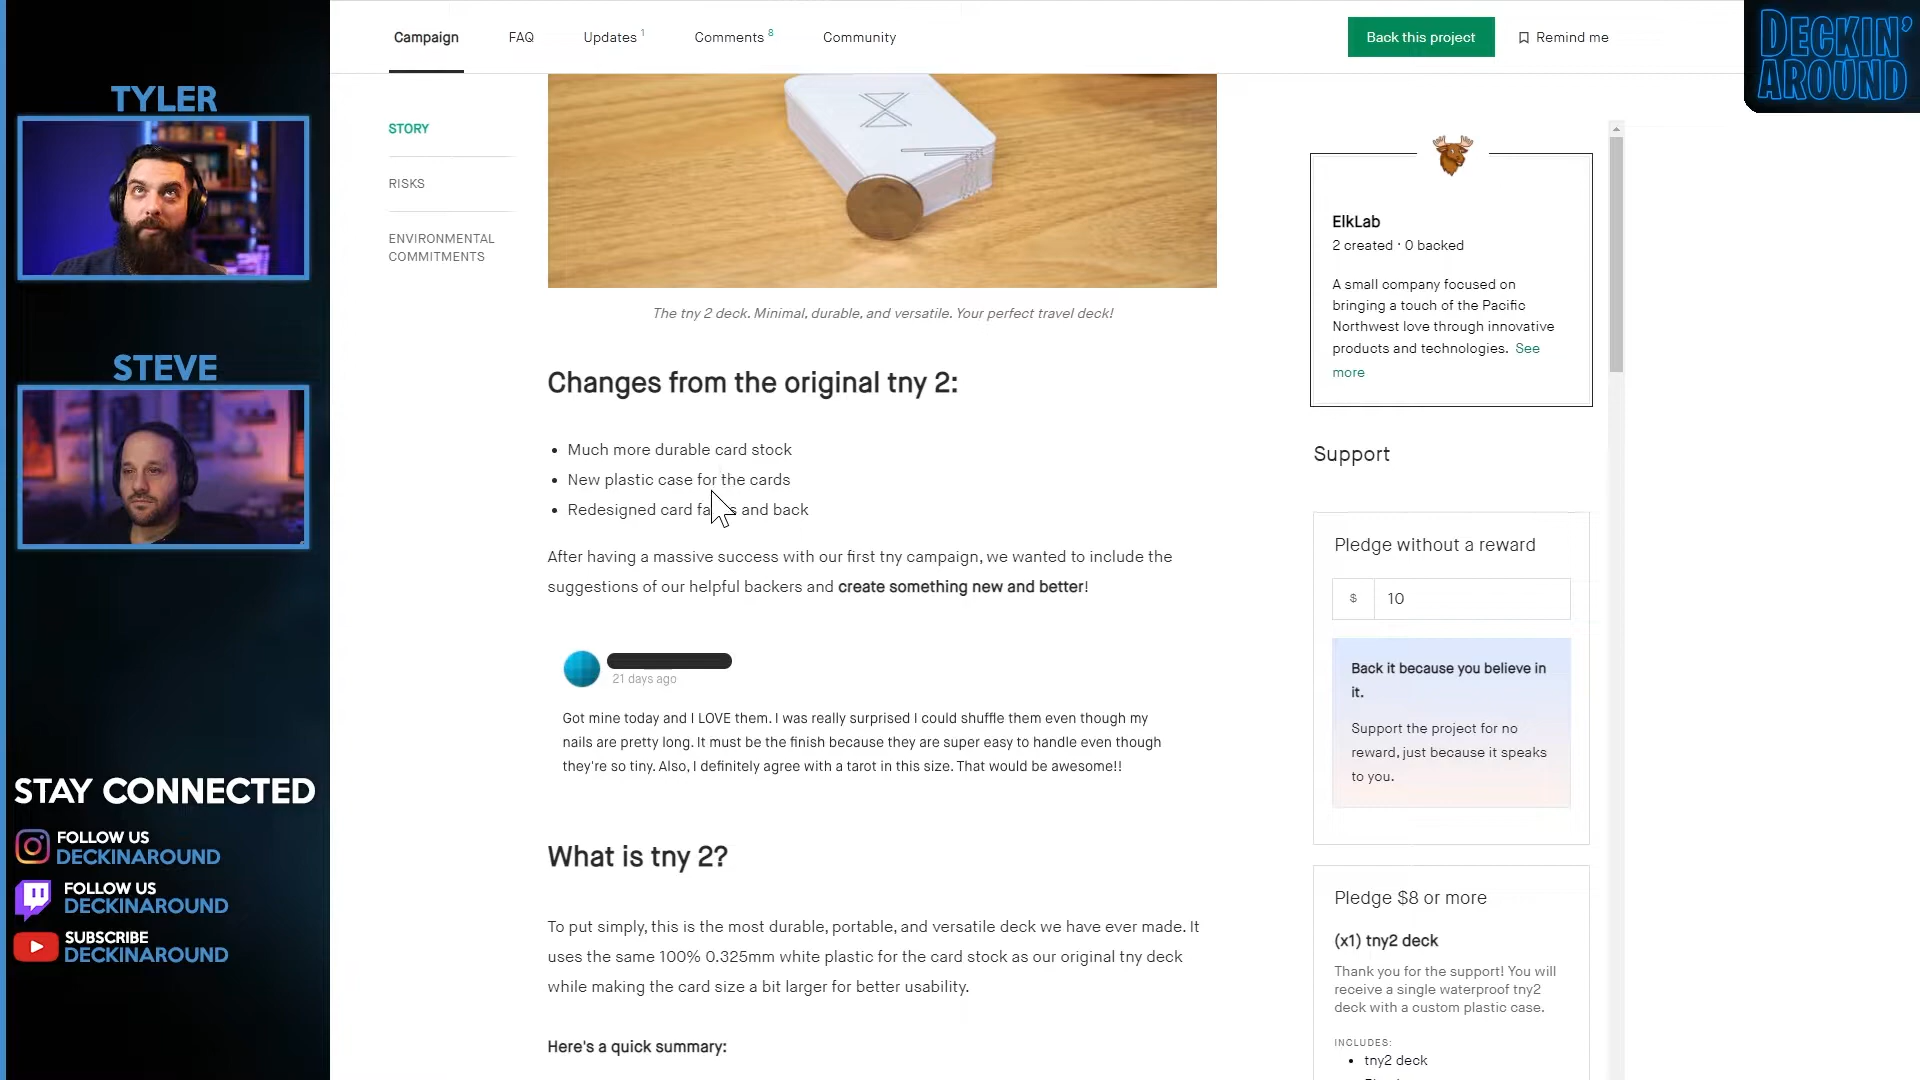 TYLER
STEVE
STAY CONNECTED
FOLLOW US
DECKINAROUND
FOLLOW US
DECKINAROUND
SUBSCRIBE
DECKINAROUND
Campaign
FAQ
Updates 1
Comments 8
Community
Back this project
Remind me
DECKIN'
AROUND
STORY
RISKS
ENVIRONMENTAL
COMMITMENTS
The tny 2 deck. Minimal, durable, and versatile. Your perfect travel deck!
Changes from the original tny 2:
• Much more durable card stock
• New plastic case for the cards
• Redesigned card and back
After having a massive success with our first tny campaign, we wanted to include the
suggestions of our helpful backers and create something new and better!
21 days ago
Got mine today and I LOVE them. I was really surprised I could shuffle them even though my
nails are pretty long. It must be the finish because they are super easy to handle even though
they're so tiny. Also, I definitely agree with a tarot in this size. That would be awesome!!
What is tny 2?
To put simply, this is the most durable, portable, and versatile deck we have ever made. It
uses the same 100% 0.325mm white plastic for the card stock as our original tny deck
while making the card size a bit larger for better usability.
Here's a quick summary:
ElkLab
2 created · 0 backed
A small company focused on
bringing a touch of the Pacific
Northwest love through innovative
products and technologies. See
more
Support
Pledge without a reward
$ 10
Back it because you believe in
it.
Support the project for no
reward, just because it speaks
to you.
Pledge $8 or more
(x1) tny2 deck
Thank you for the support! You will
receive a single waterproof tny2
deck with a custom plastic case.
INCLUDES:
• tny2 deck